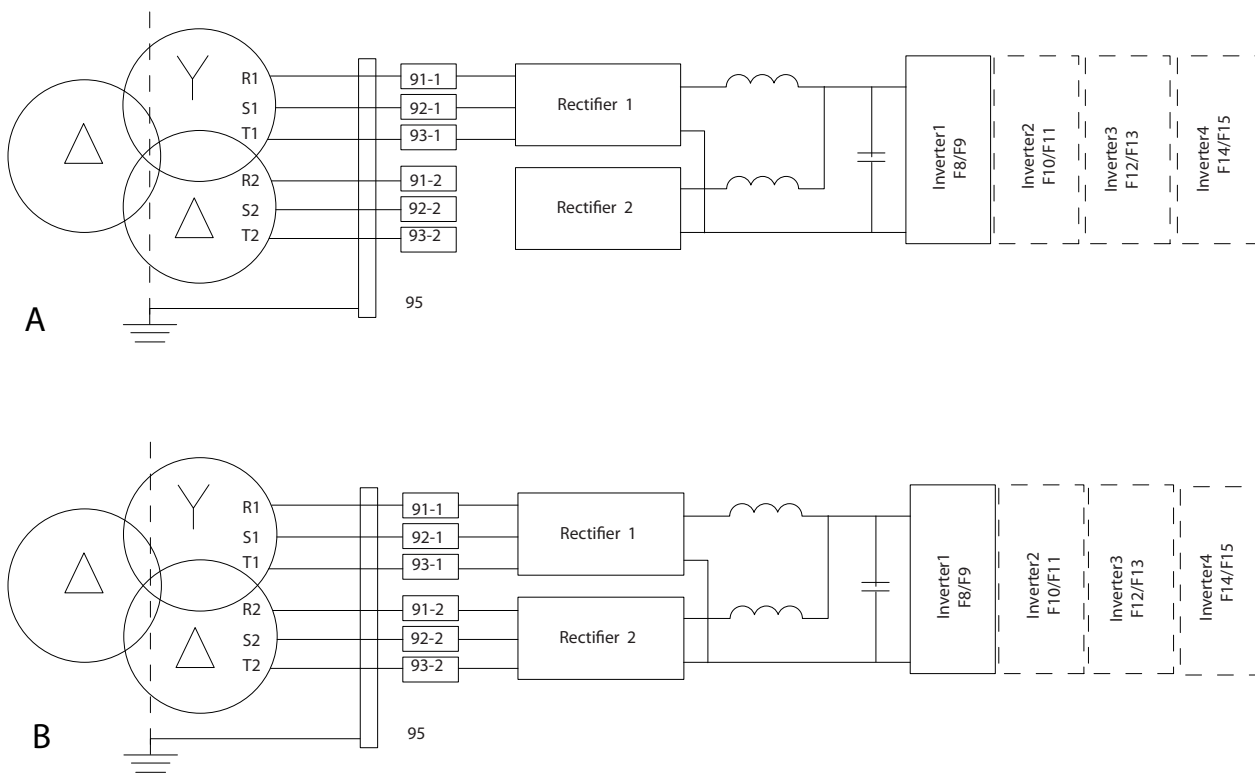 R1
S1
T1
R2
S2
T2
91-1
92-1
93-1
91-2
92-2
93-2
95
Rectifier 1
Rectifier 2
Inverter1
F8/F9
Inverter2
F10/F11
Inverter3
F12/F13
Inverter4
F14/F15
A
R1
S1
T1
R2
S2
T2
91-1
92-1
93-1
91-2
92-2
93-2
95
Rectifier 1
Rectifier 2
Inverter1
F8/F9
Inverter2
F10/F11
Inverter3
F12/F13
Inverter4
F14/F15
B